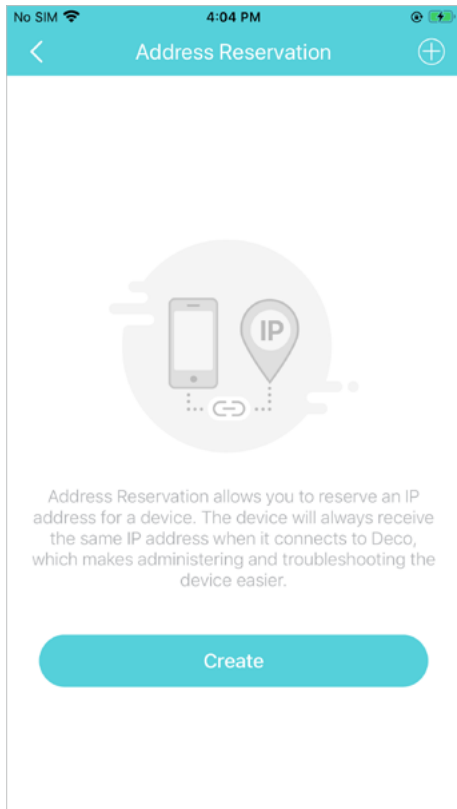 No SIM 4:04 PM
Address Reservation
IP
Address Reservation allows you to reserve an IP
address for a device. The device will always receive
the same IP address when it connects to Deco,
which makes administering and troubleshooting the
device easier.
Create